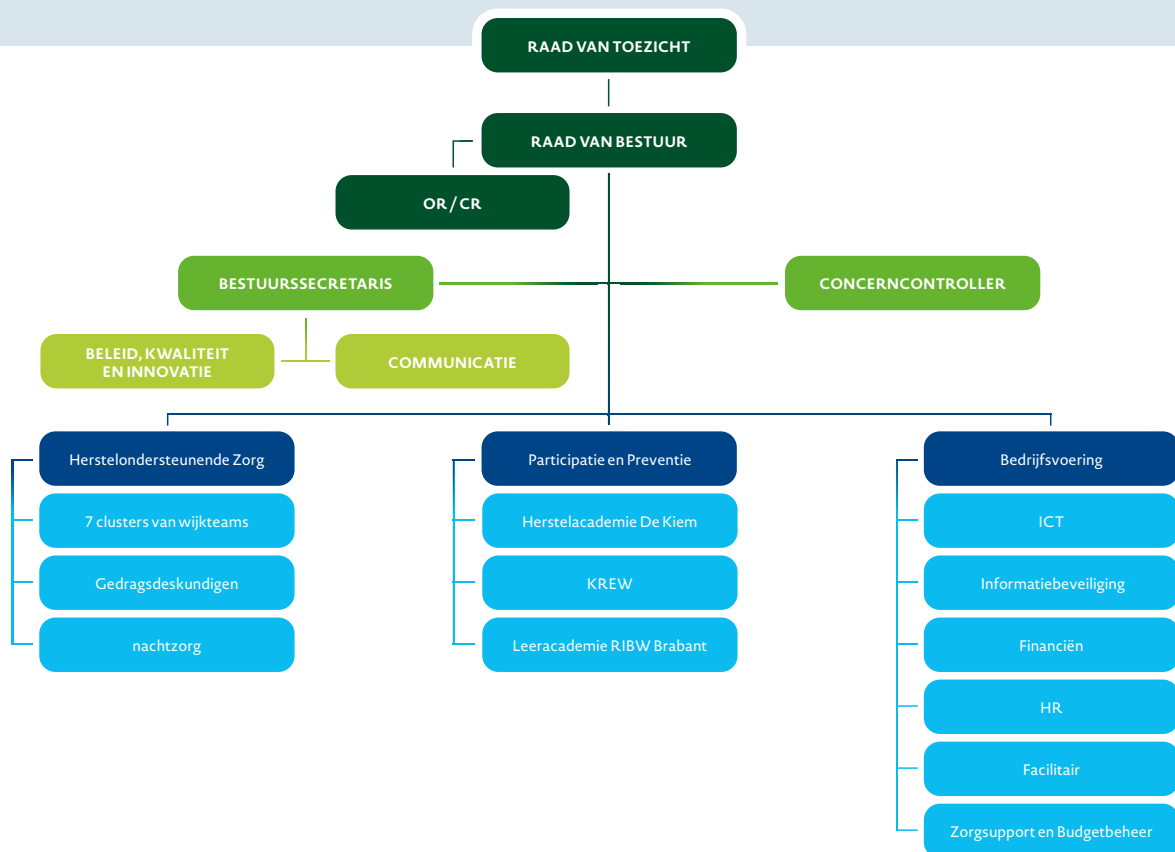 RAAD VAN TOEZICHT
RAAD VAN BESTUUR
OR / CR
BESTUURSSECRETARIS
CONCERNCONTROLLER
BELEID, KWALITEIT
EN INNOVATIE
COMMUNICATIE
Herstelondersteunende Zorg
7 clusters van wijkteams
Gedragsdeskundigen
nachtzorg
Participatie en Preventie
Herstelacademie De Kiem
KREW
Leeracademie RIBW Brabant
Bedrijfsvoering
ICT
Informatiebeveiliging
Financiën
HR
Facilitair
Zorgsupport en Budgetbeheer